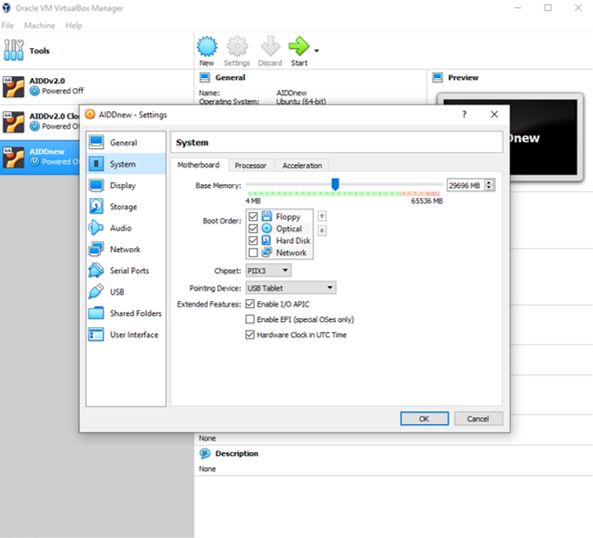 Oracle VM VirtualBox Manager
File Machine Help
Tools
New Settings Discard Start
AIDDv2.0
Powered Off
AIDDv2.0 Clo
Powered Of
AIDDnew
Powered O
General
Name: AIDDnew
Operating System: Ubuntu (64-bit)
Preview
Dnew
AIDDnew - Settings
?
General
System
Display
Storage
Audio
Network
Serial Ports
USB
Shared Folders
User Interface
System
Motherboard Processor Acceleration
Base Memory: 29696 MB
4 MB 65536 MB
Boot Order: Floppy
Optical
Hard Disk
Network
Chipset: PIIX3
Pointing Device: USB Tablet
Extended Features: Enable I/O APIC
Enable EFI (special OSes only)
Hardware Clock in UTC Time
OK Cancel
None
Description
None